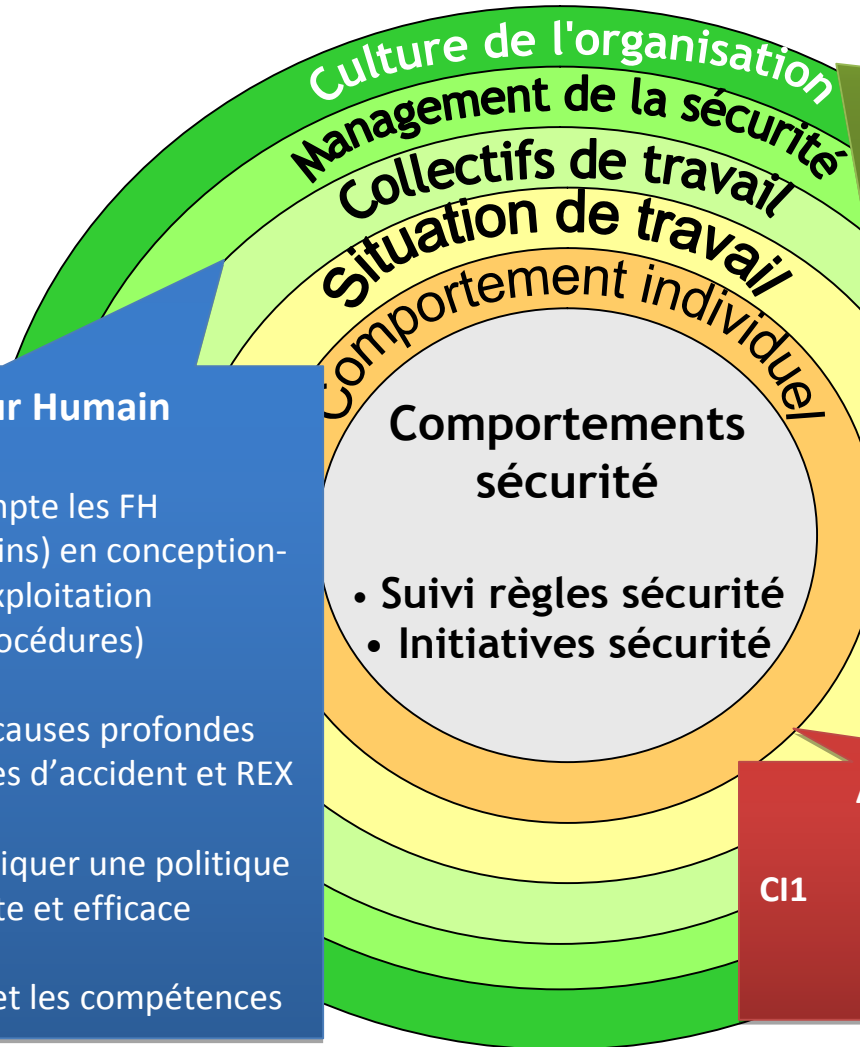 Culture de l'organisation
Management de la sécurité
Collectifs de travail
Situation de travail
Comportement individuel
Comportements
sécurité
• Suivi règles sécurité
• Initiatives sécurité
ur Humain
mpte les FH
ins) en conception-
xploitation
océdures)
causes profondes
es d'accident et REX
iquer une politique
te et efficace
et les compétences
CI1